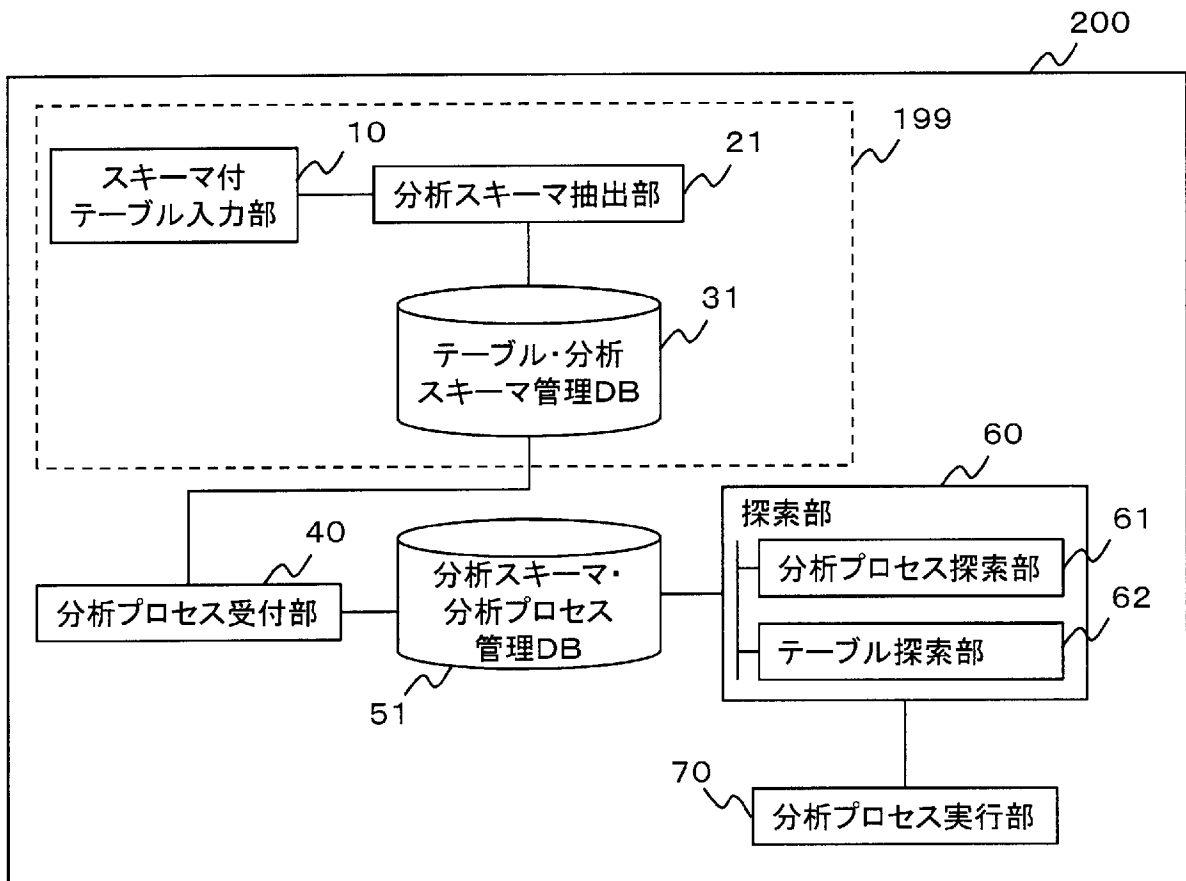 200
199
10
スキーマ付
テーブル入力部
21
分析スキーマ抽出部
31
テーブル・分析
スキーマ管理DB
60
探索部
61
分析プロセス探索部
62
テーブル探索部
40
分析プロセス受付部
分析スキーマ・
分析プロセス
管理DB
51
70
分析プロセス実行部